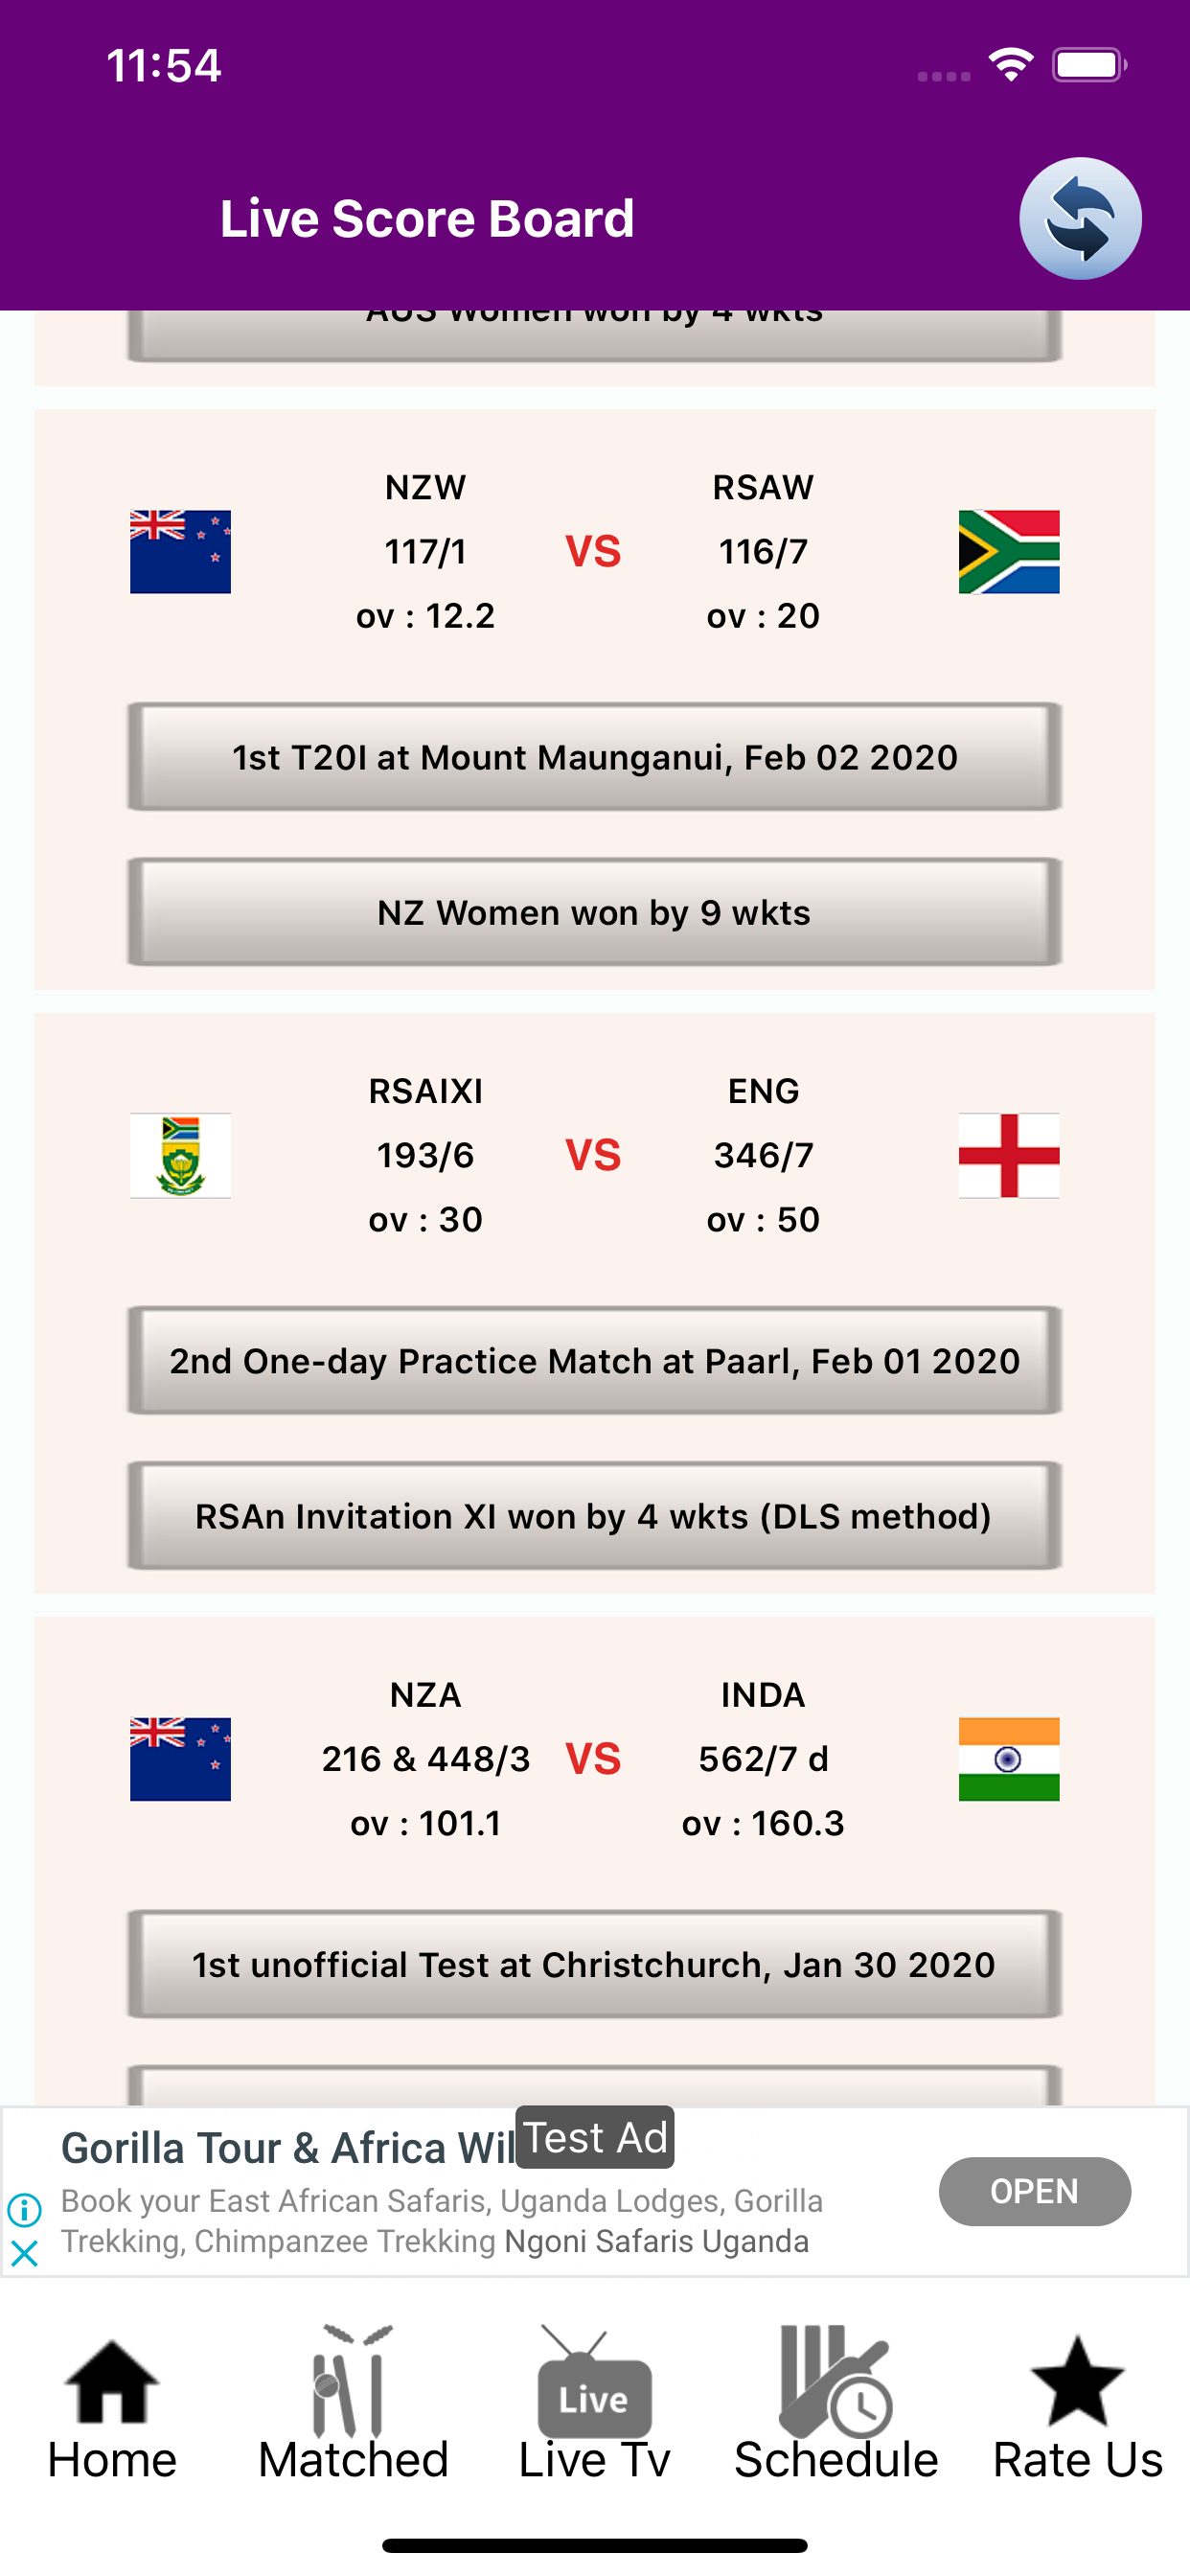 11:54
Live Score Board
AUS Women won by 4 wkts
NZW
RSAW
117/1
VS
116/7
ov : 12.2
ov : 20
1st T20I at Mount Maunganui, Feb 02 2020
NZ Women won by 9 wkts
RSAIXI
ENG
193/6
VS
346/7
ov : 30
ov : 50
2nd One-day Practice Match at Paarl, Feb 01 2020
RSAn Invitation XI won by 4 wkts (DLS method)
NZA
INDA
216 & 448/3
VS
562/7 d
ov : 101.1
ov : 160.3
1st unofficial Test at Christchurch, Jan 30 2020
Gorilla Tour & Africa Wil
Test Ad
Book your East African Safaris, Uganda Lodges, Gorilla
Trekking, Chimpanzee Trekking Ngoni Safaris Uganda
OPEN
Live
Home
Matched
Live Tv
Schedule
Rate Us